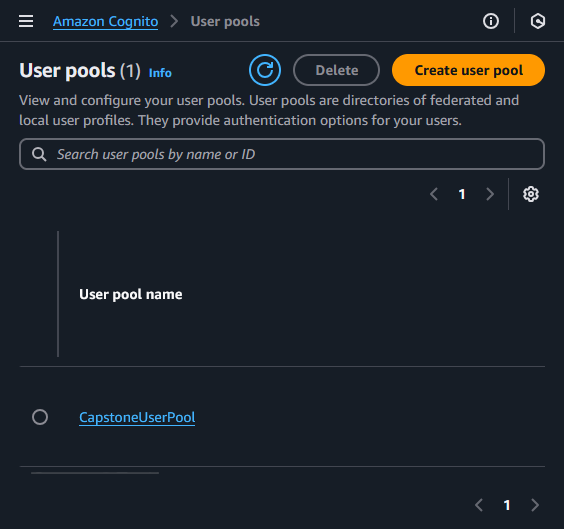 Amazon Cognito > User pools
User pools (1) Info
Delete
Create user pool
View and configure your user pools. User pools are directories of federated and
local user profiles. They provide authentication options for your users.
Search user pools by name or ID
1
User pool name
CapstoneUserPool
1